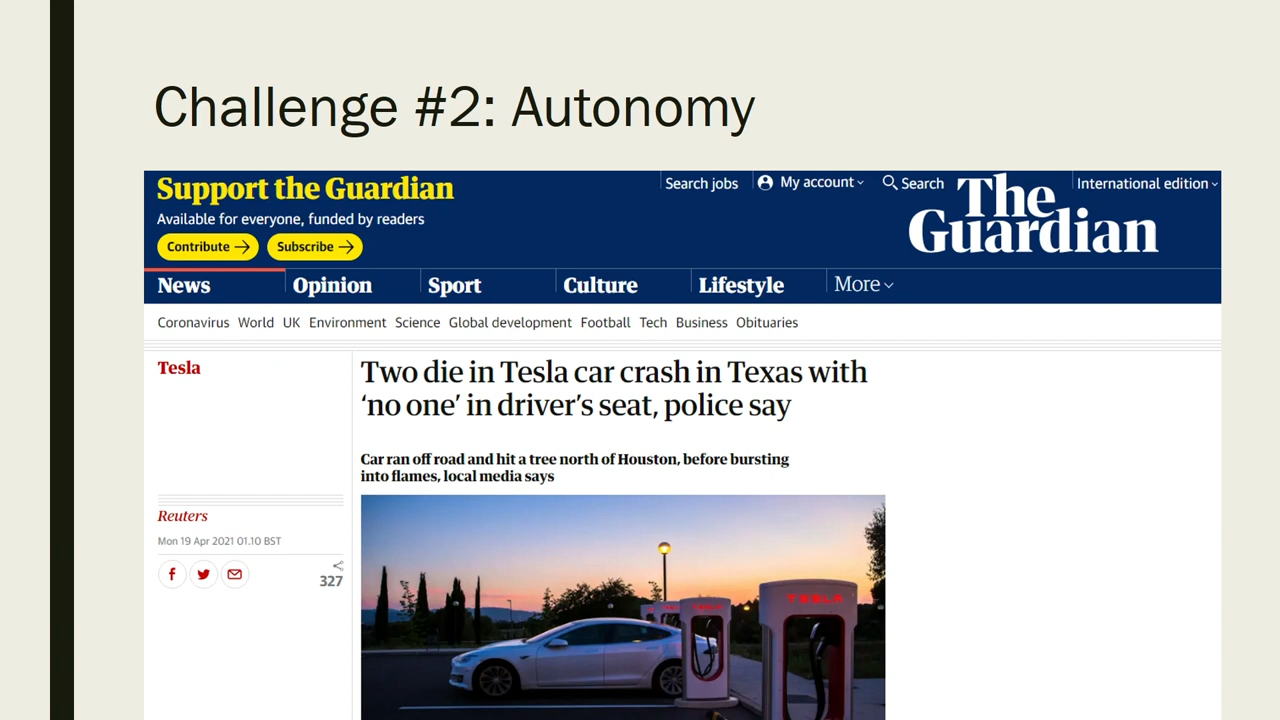 Challenge #2: Autonomy
Support the Guardian
Available for everyone, funded by readers
Contribute
Subscribe
Search jobs
My account
Search
International edition
The
Guardian
News
Opinion
Sport
Culture
Lifestyle
More
Coronavirus World UK Environment Science Global development Football Tech Business Obituaries
Tesla
Two die in Tesla car crash in Texas with
‘no one’ in driver’s seat, police say
Car ran off road and hit a tree north of Houston, before bursting
into flames, local media says
Reuters
Mon 19 Apr 2021 01.10 BST
327
TESLA